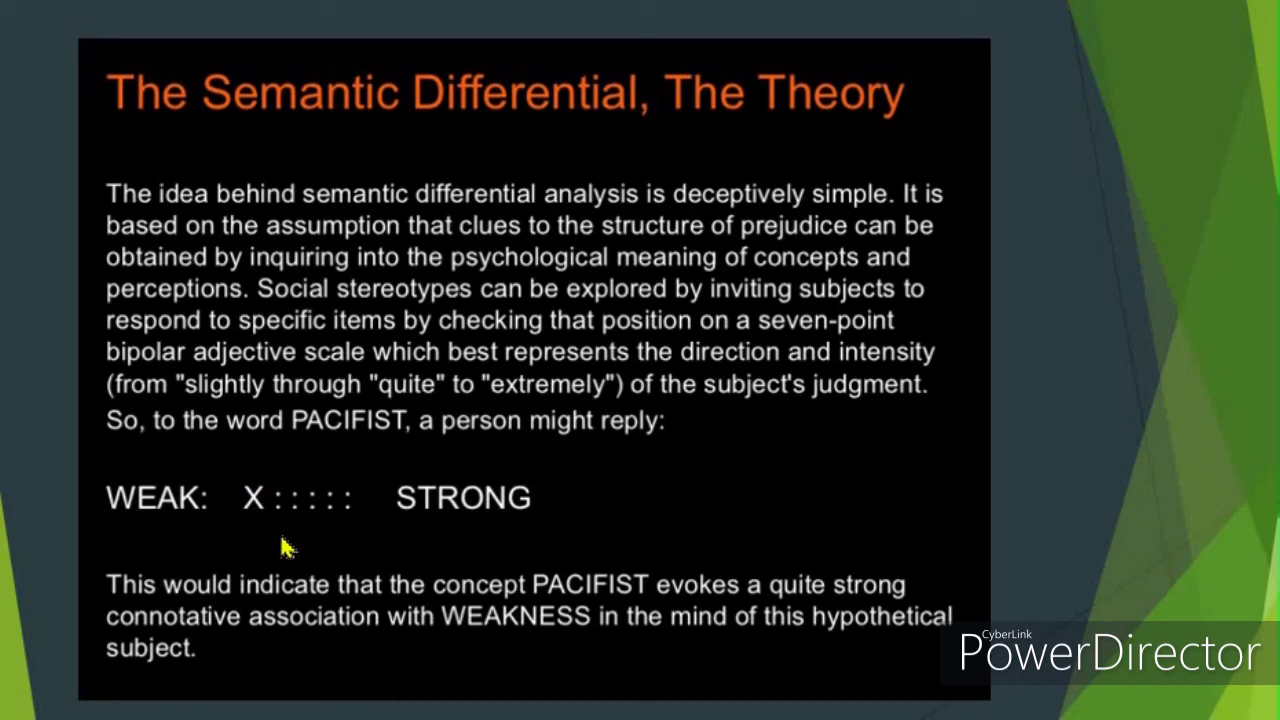 The Semantic Differential, The Theory
The idea behind semantic differential analysis is deceptively simple. It is
based on the assumption that clues to the structure of prejudice can be
obtained by inquiring into the psychological meaning of concepts and
perceptions. Social stereotypes can be explored by inviting subjects to
respond to specific items by checking that position on a seven-point
bipolar adjective scale which best represents the direction and intensity
(from "slightly through "quite" to "extremely") of the subject's judgment.
So, to the word PACIFIST, a person might reply:
WEAK: X : : : : : STRONG
This would indicate that the concept PACIFIST evokes a quite strong
connotative association with WEAKNESS in the mind of this hypothetical
subject.
CyberLink
PowerDirector